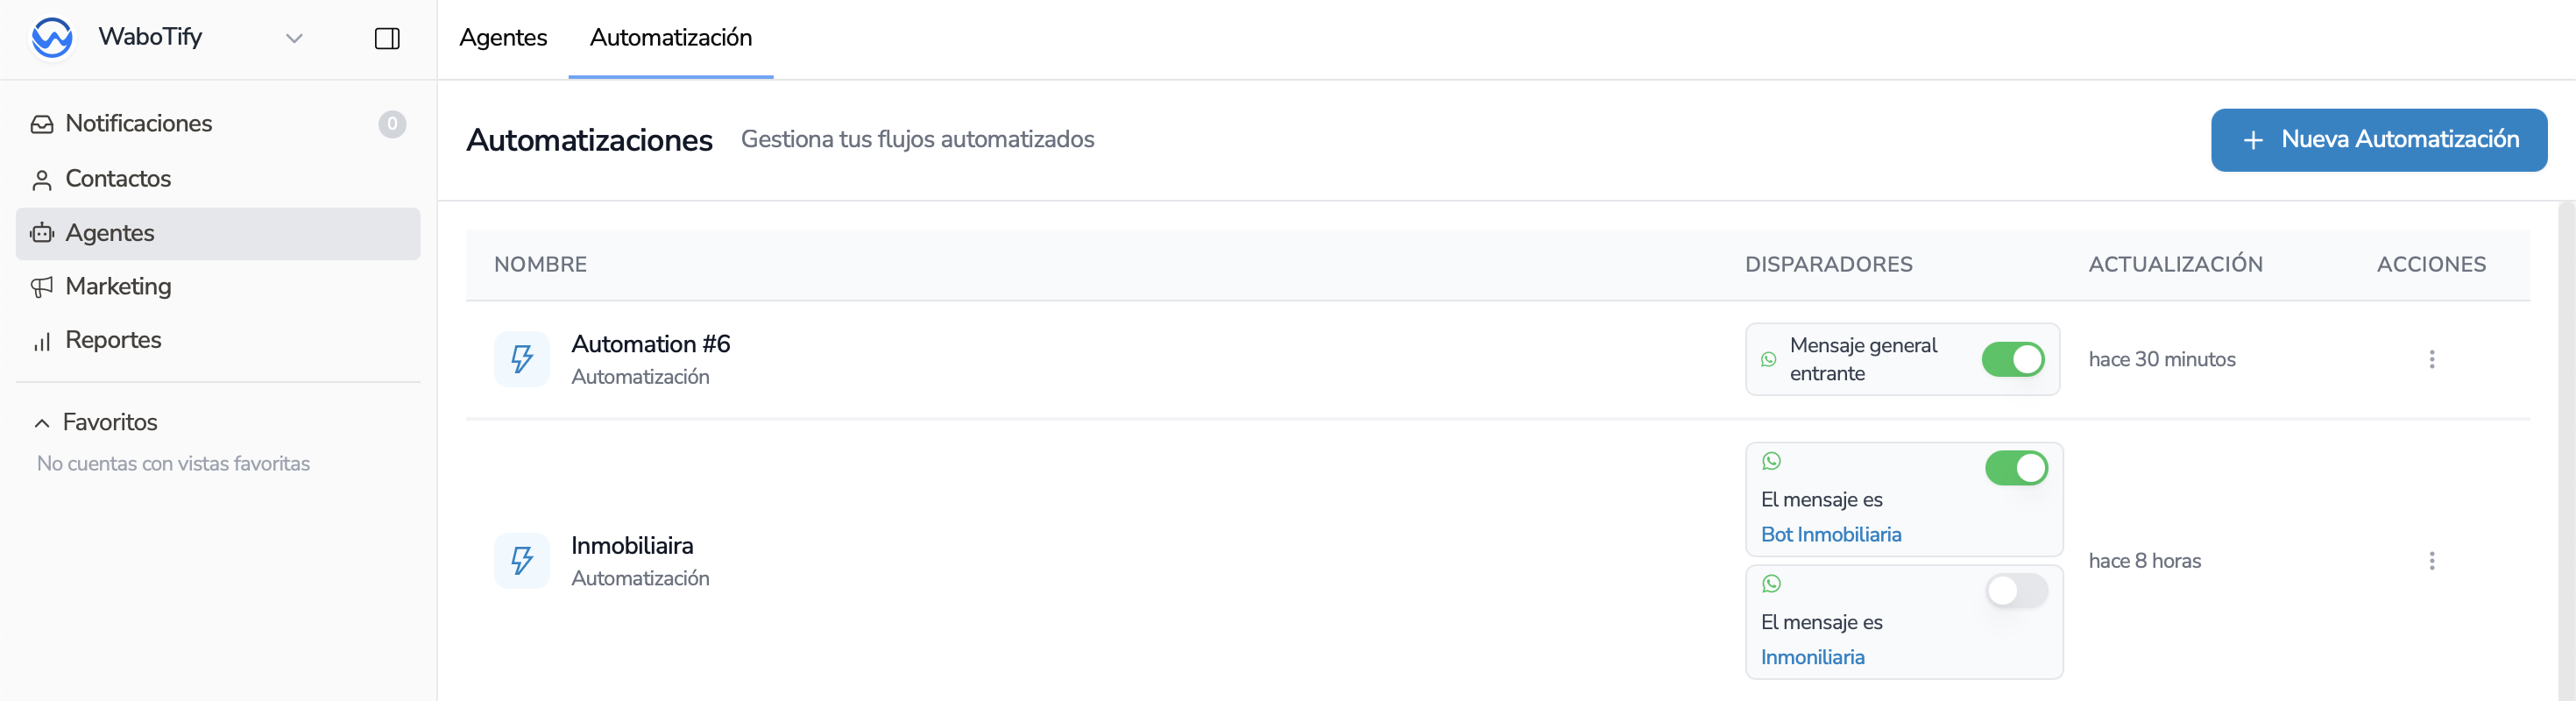 WaboTify
Agentes
Automatización
Notificaciones
0
Contactos
Agentes
Marketing
Reportes
Favoritos
No cuentas con vistas favoritas
Automatizaciones
Gestiona tus flujos automatizados
+ Nueva Automatización
NOMBRE
DISPARADORES
ACTUALIZACIÓN
ACCIONES
Automation #6
Automatización
Mensaje general
entrante
hace 30 minutos
Inmobiliaira
Automatización
El mensaje es
Bot Inmobiliaria
El mensaje es
Inmoniliaria
hace 8 horas